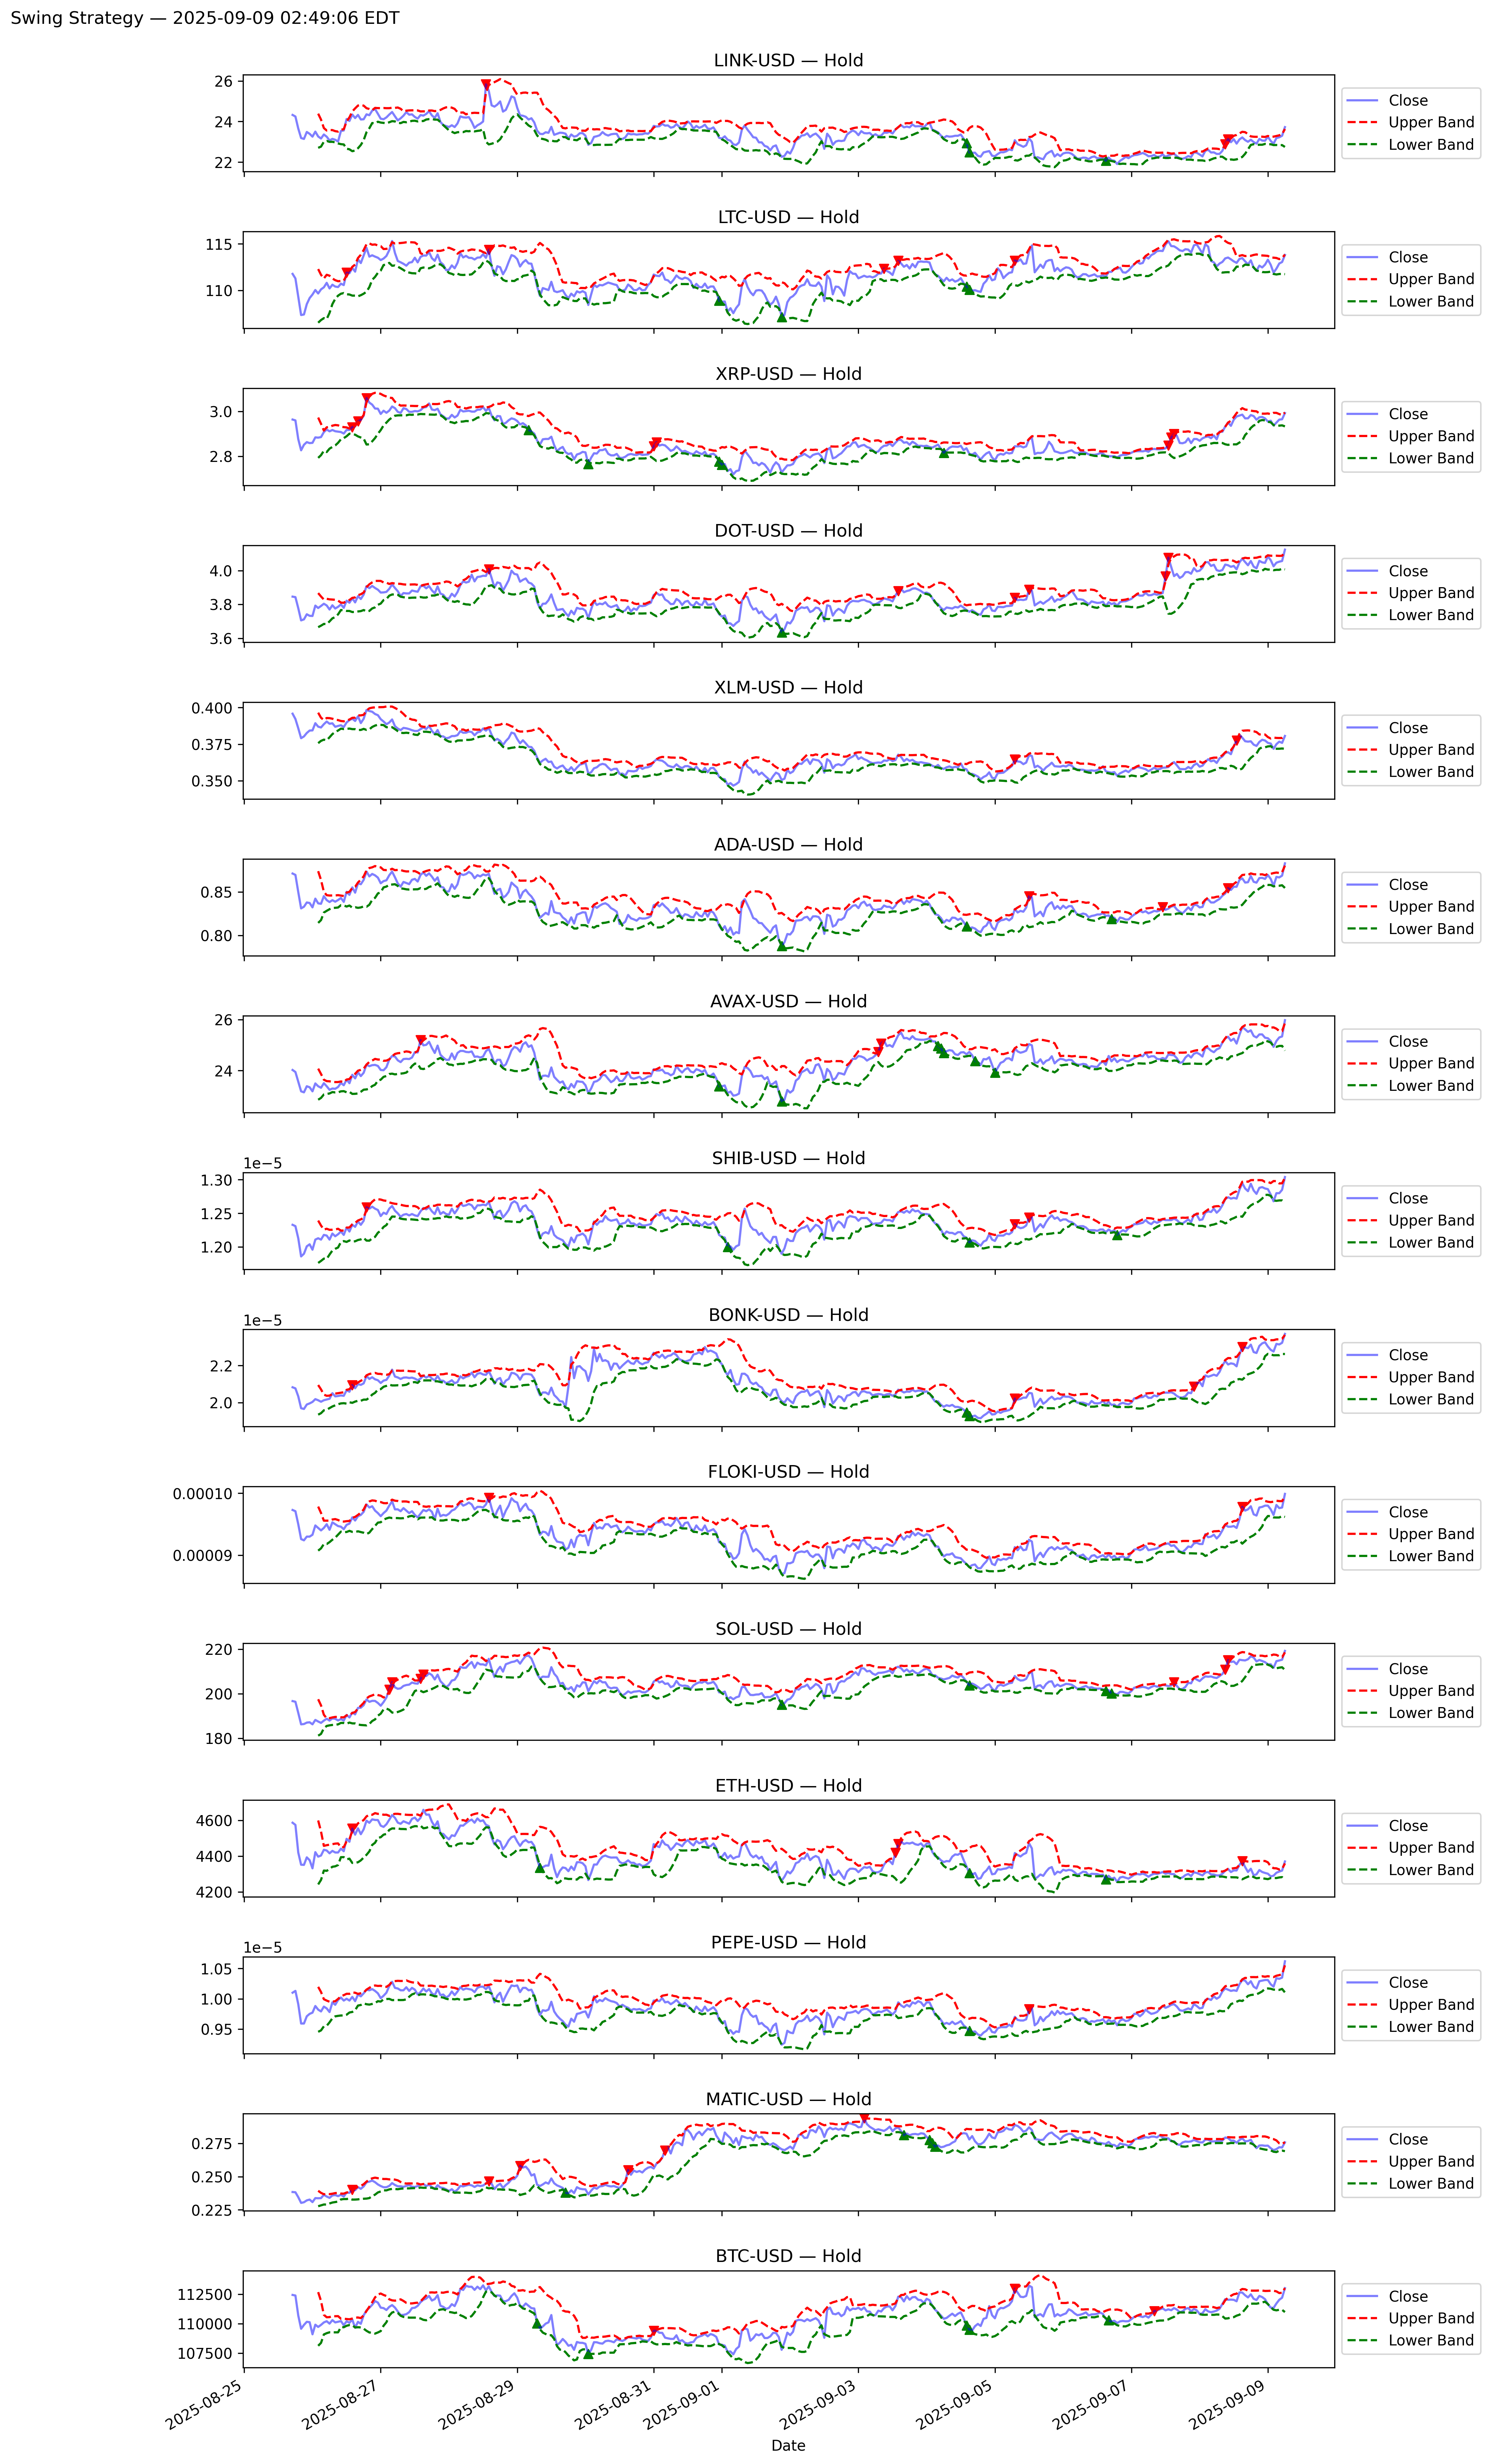 Swing Strategy — 2025-09-09 02:49:06 EDT
LINK-USD — Hold
26
24
22
Close
Upper Band
Lower Band
LTC-USD — Hold
115
110
Close
Upper Band
Lower Band
XRP-USD — Hold
3.0
2.8
Close
Upper Band
Lower Band
DOT-USD — Hold
4.0
3.8
3.6
Close
Upper Band
Lower Band
XLM-USD — Hold
0.400
0.375
0.350
Close
Upper Band
Lower Band
ADA-USD — Hold
0.85
0.80
Close
Upper Band
Lower Band
AVAX-USD — Hold
26
24
Close
Upper Band
Lower Band
SHIB-USD — Hold
1e−5
1.30
1.25
1.20
Close
Upper Band
Lower Band
BONK-USD — Hold
1e−5
2.2
2.0
Close
Upper Band
Lower Band
FLOKI-USD — Hold
0.00010
0.00009
Close
Upper Band
Lower Band
SOL-USD — Hold
220
200
180
Close
Upper Band
Lower Band
ETH-USD — Hold
4600
4400
4200
Close
Upper Band
Lower Band
PEPE-USD — Hold
1e−5
1.05
1.00
0.95
Close
Upper Band
Lower Band
MATIC-USD — Hold
0.275
0.250
0.225
Close
Upper Band
Lower Band
BTC-USD — Hold
112500
110000
107500
Close
Upper Band
Lower Band
2025-08-25
2025-08-27
2025-08-29
2025-08-31
2025-09-01
2025-09-03
2025-09-05
2025-09-07
2025-09-09
Date